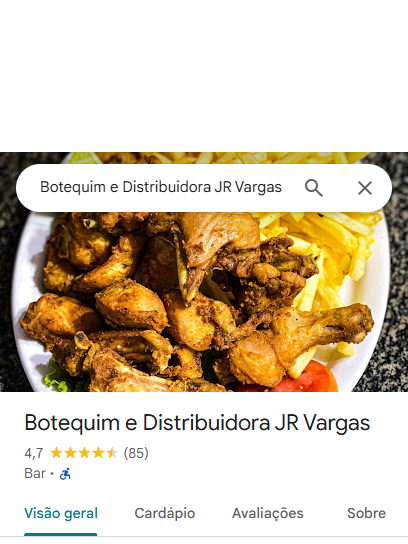 Botequim e Distribuidora JR Vargas
Botequim e Distribuidora JR Vargas
4,7 (85)
Bar ·
Visão geral Cardápio Avaliações Sobre